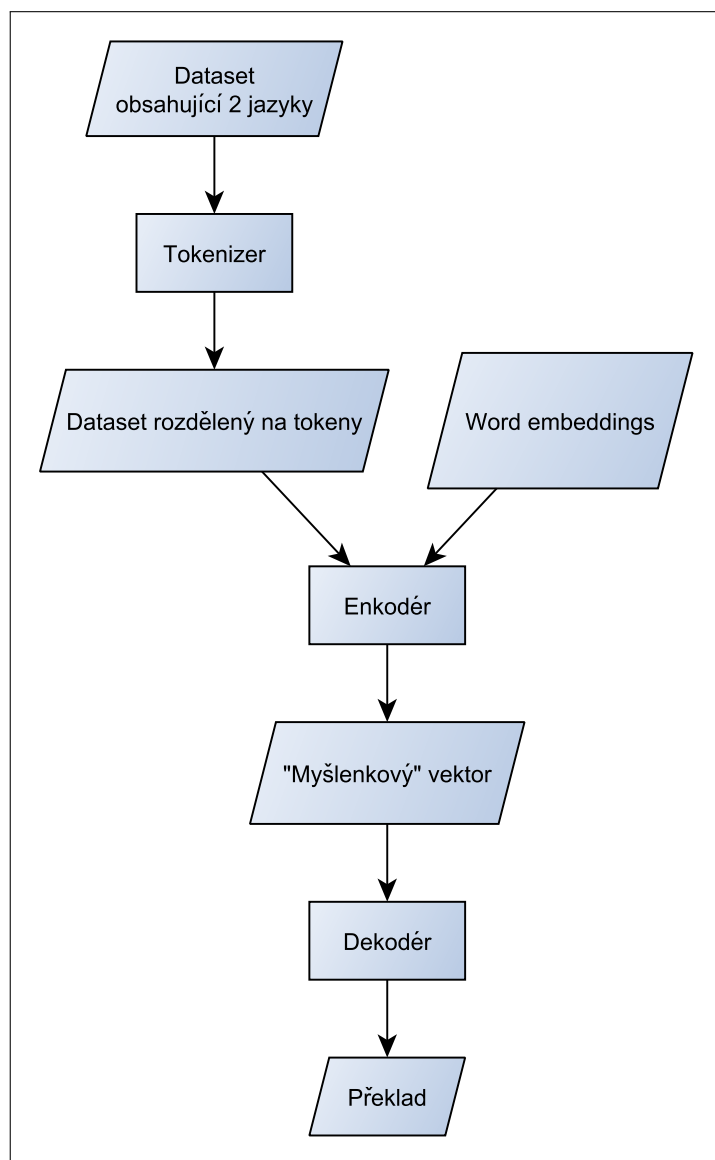 Dataset
obsahující 2 jazyky
Tokenizer
Dataset rozdělený na tokeny
Word embeddings
Enkodér
"Myšlenkový" vektor
Dekodér
Překlad